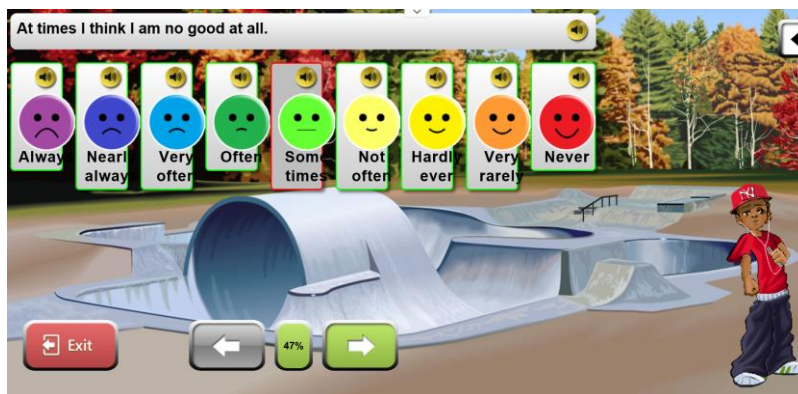 At times I think I am no good at all.
Alway
Nearl
alway
Very
often
Often
Some
times
Not
often
Hardly
ever
Very
rarely
Never
Exit
47%